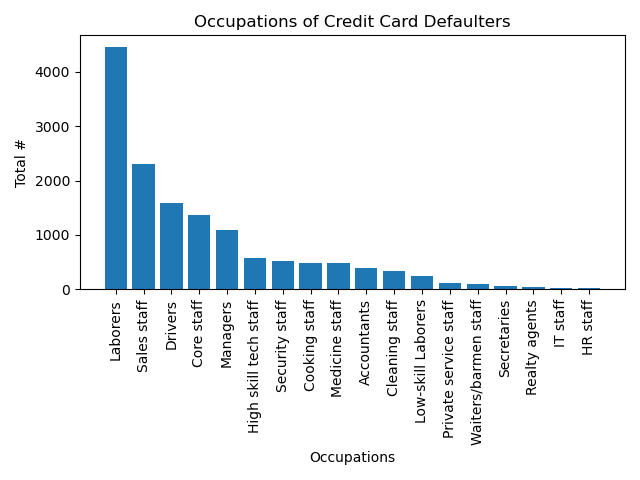 Occupations of Credit Card Defaulters
Total #
4000
3000
2000
1000
0
Laborers
Sales staff
Drivers
Core staff
Managers
High skill tech staff
Security staff
Cooking staff
Medicine staff
Accountants
Cleaning staff
Low-skill Laborers
Private service staff
Waiters/barmen staff
Secretaries
Realty agents
IT staff
HR staff
Occupations